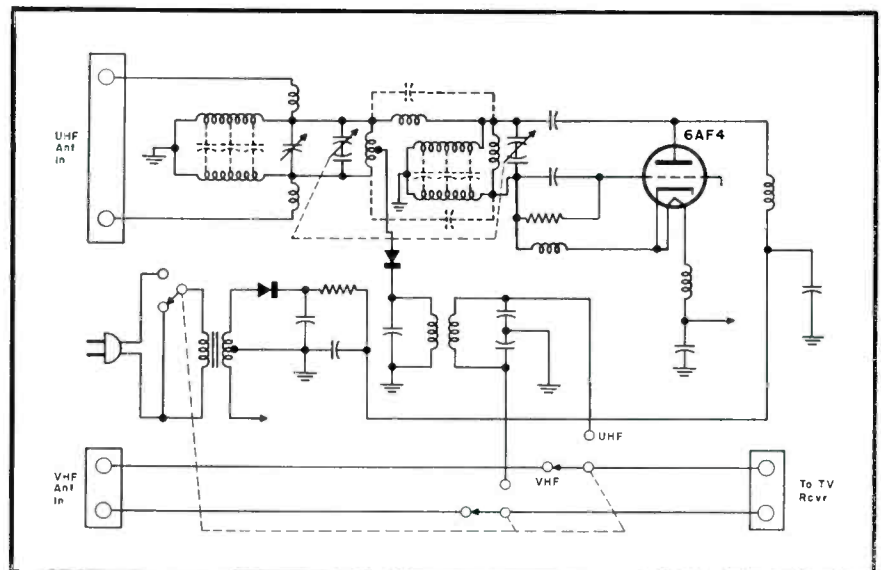 UHF
Ant
In
6AF4
UHF
VHF
VHF
Ant
In
To TV
Rcvr